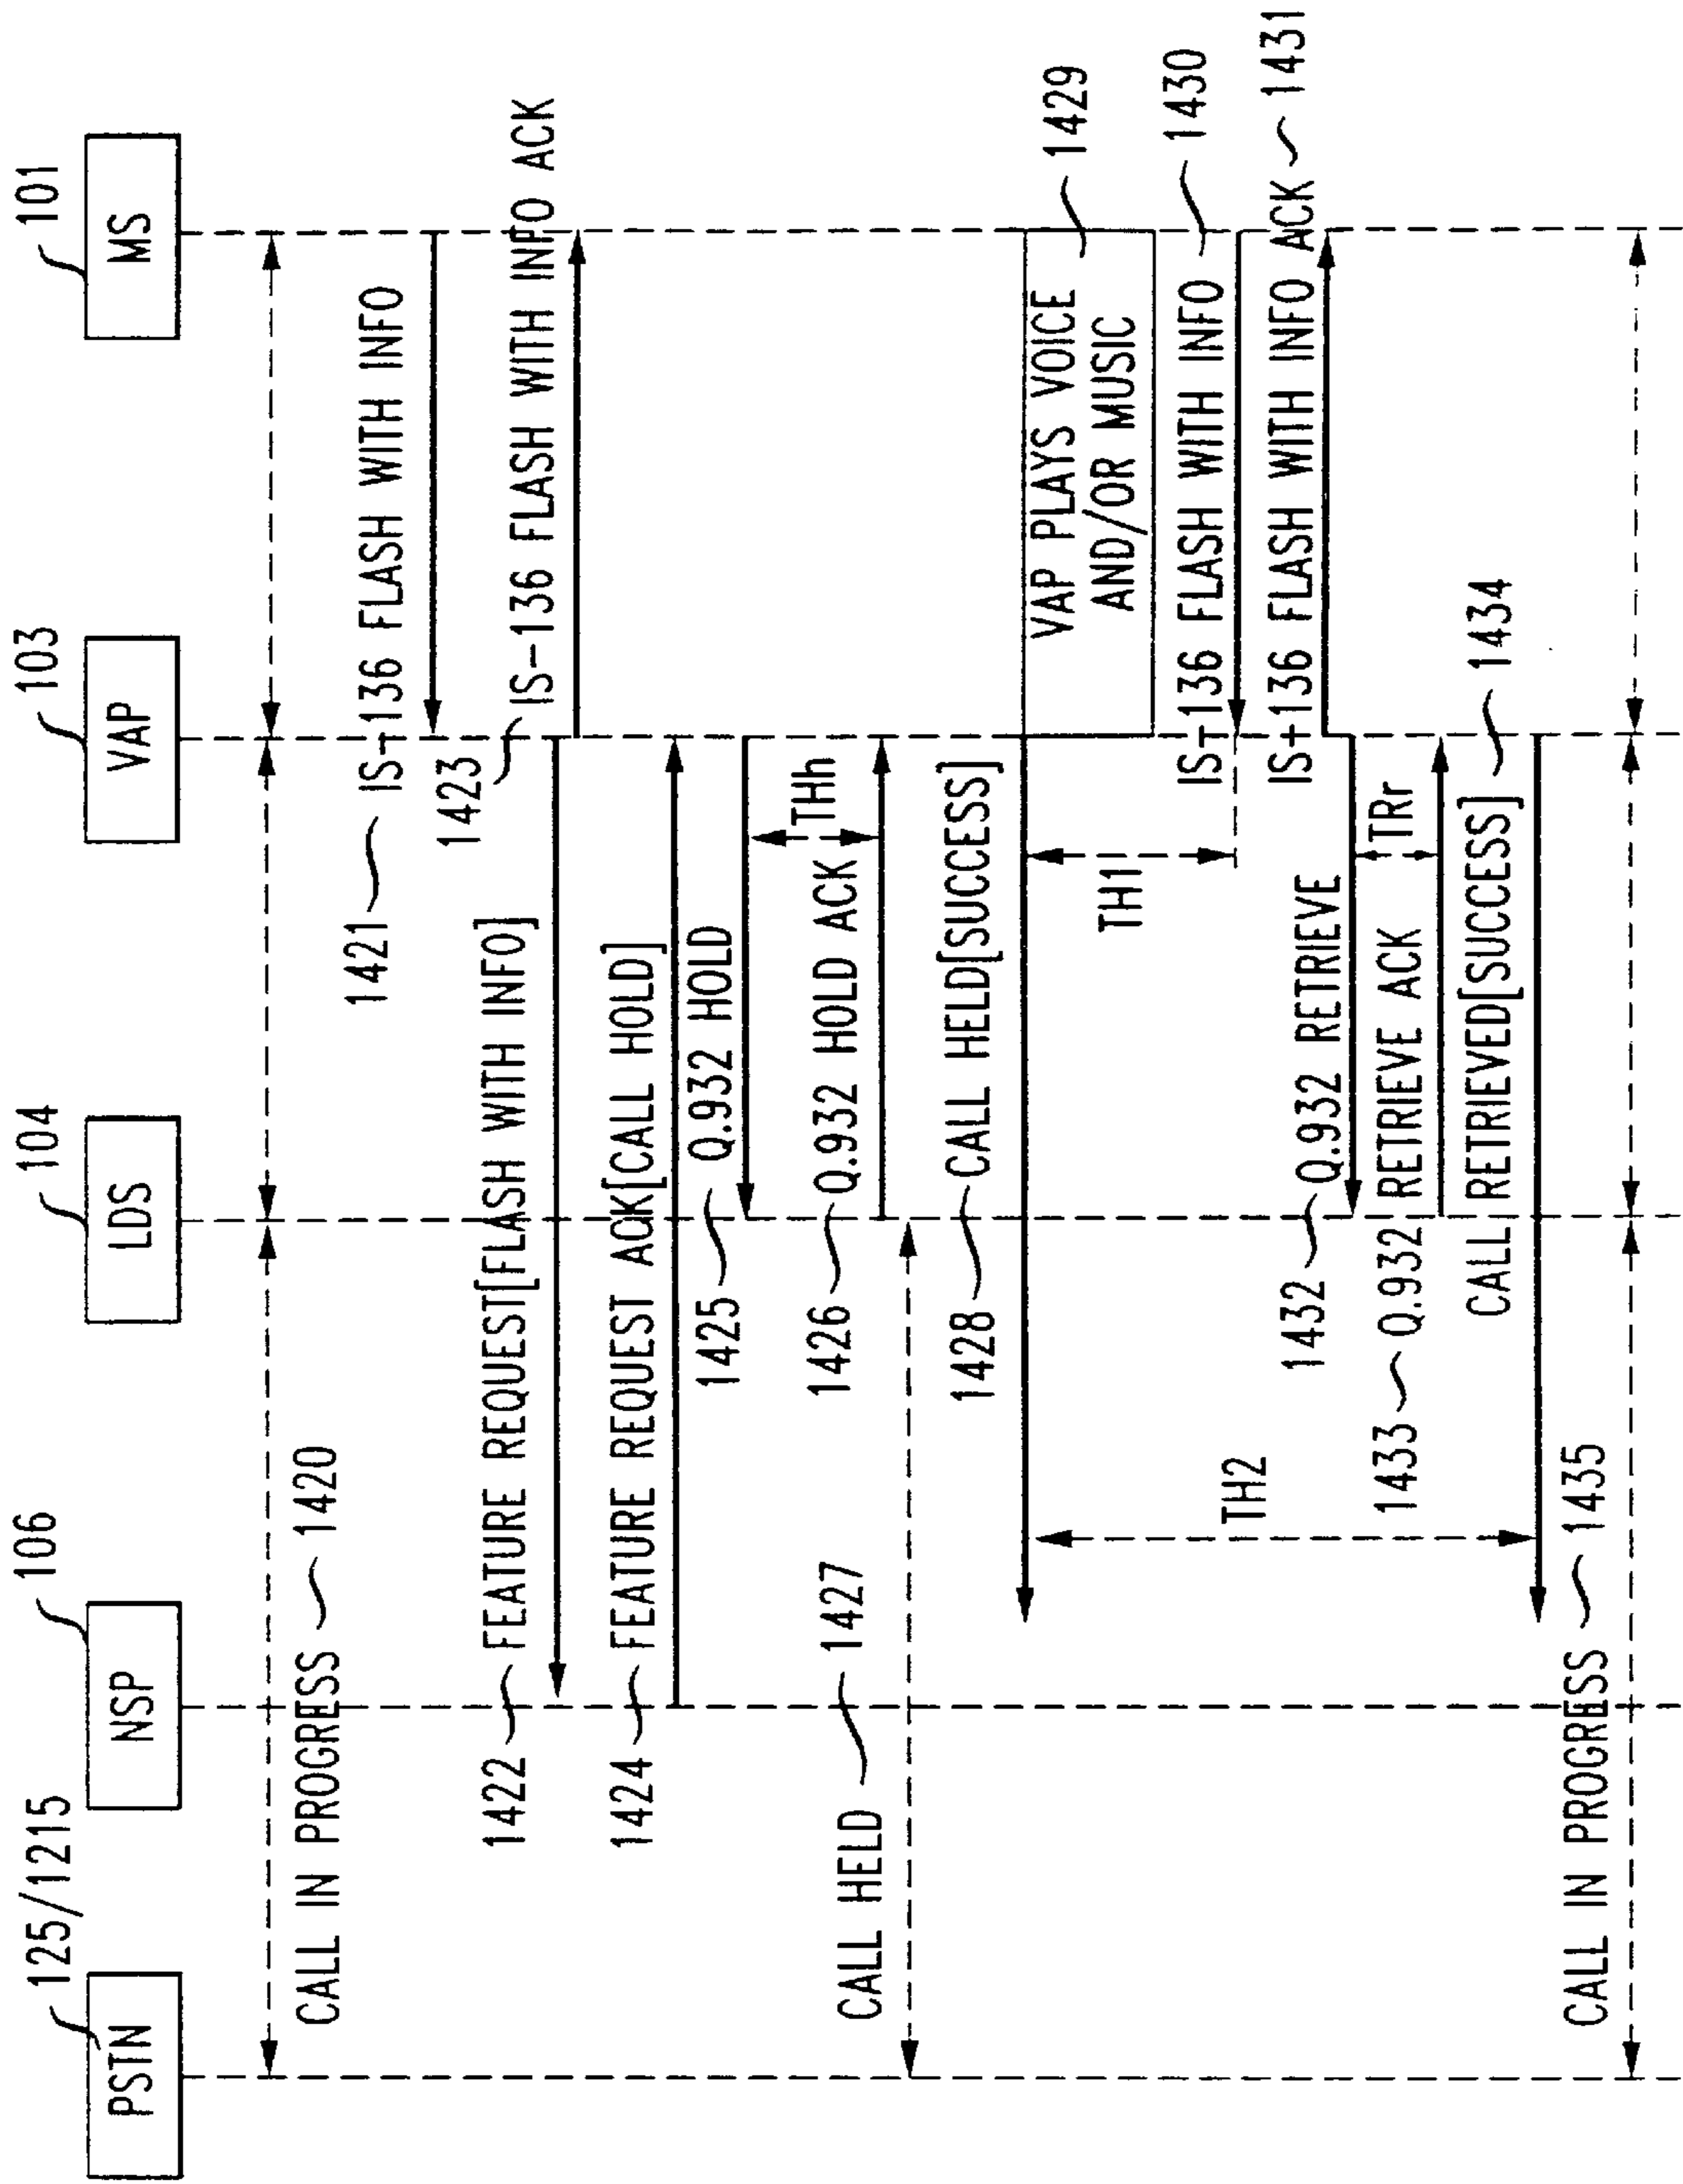 125/1215
106
104
103
101
PSTN
NSP
LDS
VAP
MS
CALL IN PROGRESS 1420
1421 IS-136 FLASH WITH INFO
1422 FEATURE REQUEST[FLASH WITH INFO]
1423 IS-136 FLASH WITH INFO ACK
1424 FEATURE REQUEST ACK[CALL HOLD]
1425 Q.932 HOLD
THh
1426 Q.932 HOLD ACK
CALL HELD 1427
1428 CALL HELD[SUCCESS]
VAP PLAYS VOICE
AND/OR MUSIC
1429
TH1
IS-136 FLASH WITH INFO 1430
IS-136 FLASH WITH INFO ACK 1431
TH2
1432 Q.932 RETRIEVE
TRr
1433 Q.932 RETRIEVE ACK
CALL RETRIEVED[SUCCESS] 1434
CALL IN PROGRESS 1435